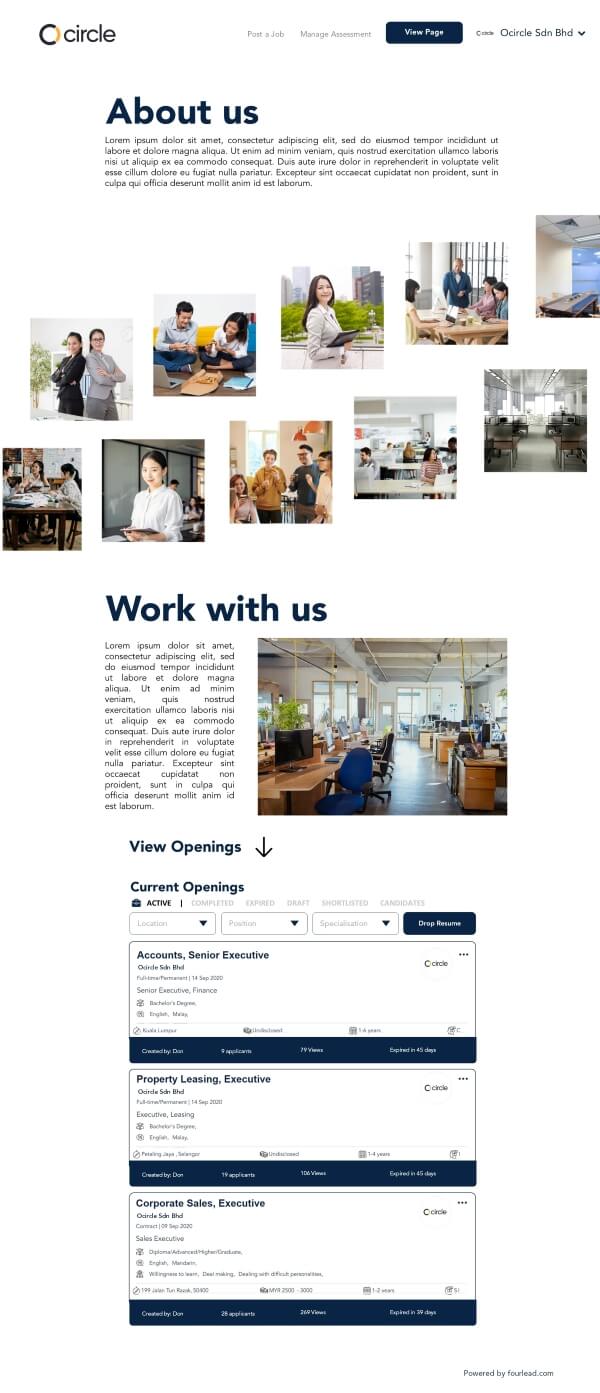 circle
Post a Job Manage Assessment View Page circle Ocircle Sdn Bhd
About us
Lorem ipsum dolor sit amet, consectetur adipiscing elit, sed do eiusmod tempor incididunt ut
labore et dolore magna aliqua. Ut enim ad minim veniam, quis nostrud exercitation ullamco laboris
nisi ut aliquip ex ea commodo consequat. Duis aute irure dolor in reprehenderit in voluptate velit
esse cillum dolore eu fugiat nulla pariatur. Excepteur sint occaecat cupidatat non proident, sunt in
culpa qui officia deserunt mollit anim id est laborum.
Work with us
Lorem ipsum dolor sit amet,
consectetur adipiscing elit, sed
do eiusmod tempor incididunt
ut labore et dolore magna
aliqua. Ut enim ad minim
veniam, quis nostrud
exercitation ullamco laboris nisi
ut aliquip ex ea commodo
consequat. Duis aute irure dolor
in reprehenderit in voluptate
velit esse cillum dolore eu fugiat
nulla pariatur. Excepteur sint
occaecat cupidatat non
proident, sunt in culpa qui
officia deserunt mollit anim id
est laborum.
View Openings
Current Openings
ACTIVE | COMPLETED EXPIRED DRAFT SHORTLISTED CANDIDATES
Location Position Specialisation Drop Resume
Accounts, Senior Executive
circle
Ocircle Sdn Bhd
Full-time/Permanent | 14 Sep 2020
Senior Executive, Finance
Bachelor's Degree,
English, Malay,
Kuala Lumpur Undisclosed 1-6 years C
Created by: Don 9 applicants 79 Views Expired in 45 days
Property Leasing, Executive
circle
Ocircle Sdn Bhd
Full-time/Permanent | 14 Sep 2020
Executive, Leasing
Bachelor's Degree,
English, Malay,
Petaling Jaya , Selangor Undisclosed 1-4 years I
Created by: Don 19 applicants 106 Views Expired in 45 days
Corporate Sales, Executive
circle
Ocircle Sdn Bhd
Contract | 09 Sep 2020
Sales Executive
Diploma/Advanced/Higher/Graduate,
English, Mandarin,
Willingness to learn, Deal making, Dealing with difficult personalities,
199 Jalan Tun Razak, 50400 MYR 2500 - 3000 1-2 years SI
Created by: Don 28 applicants 269 Views Expired in 39 days
Powered by fourlead.com